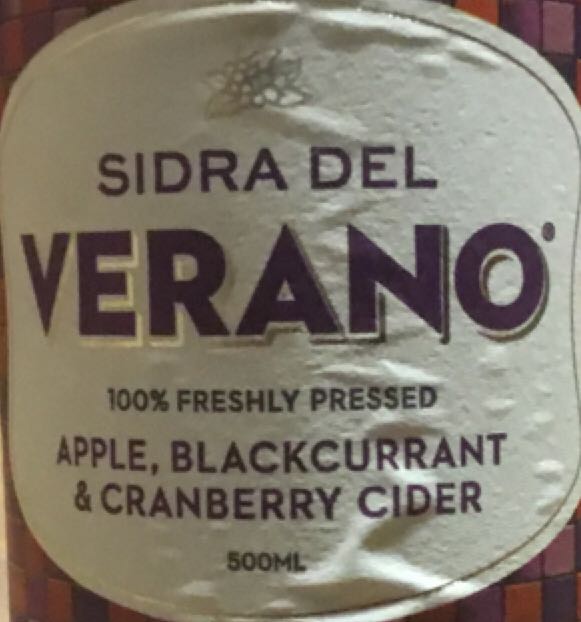 SIDRA DEL
VERANO®
100% FRESHLY PRESSED
APPLE, BLACKCURRANT
& CRANBERRY CIDER
500ML